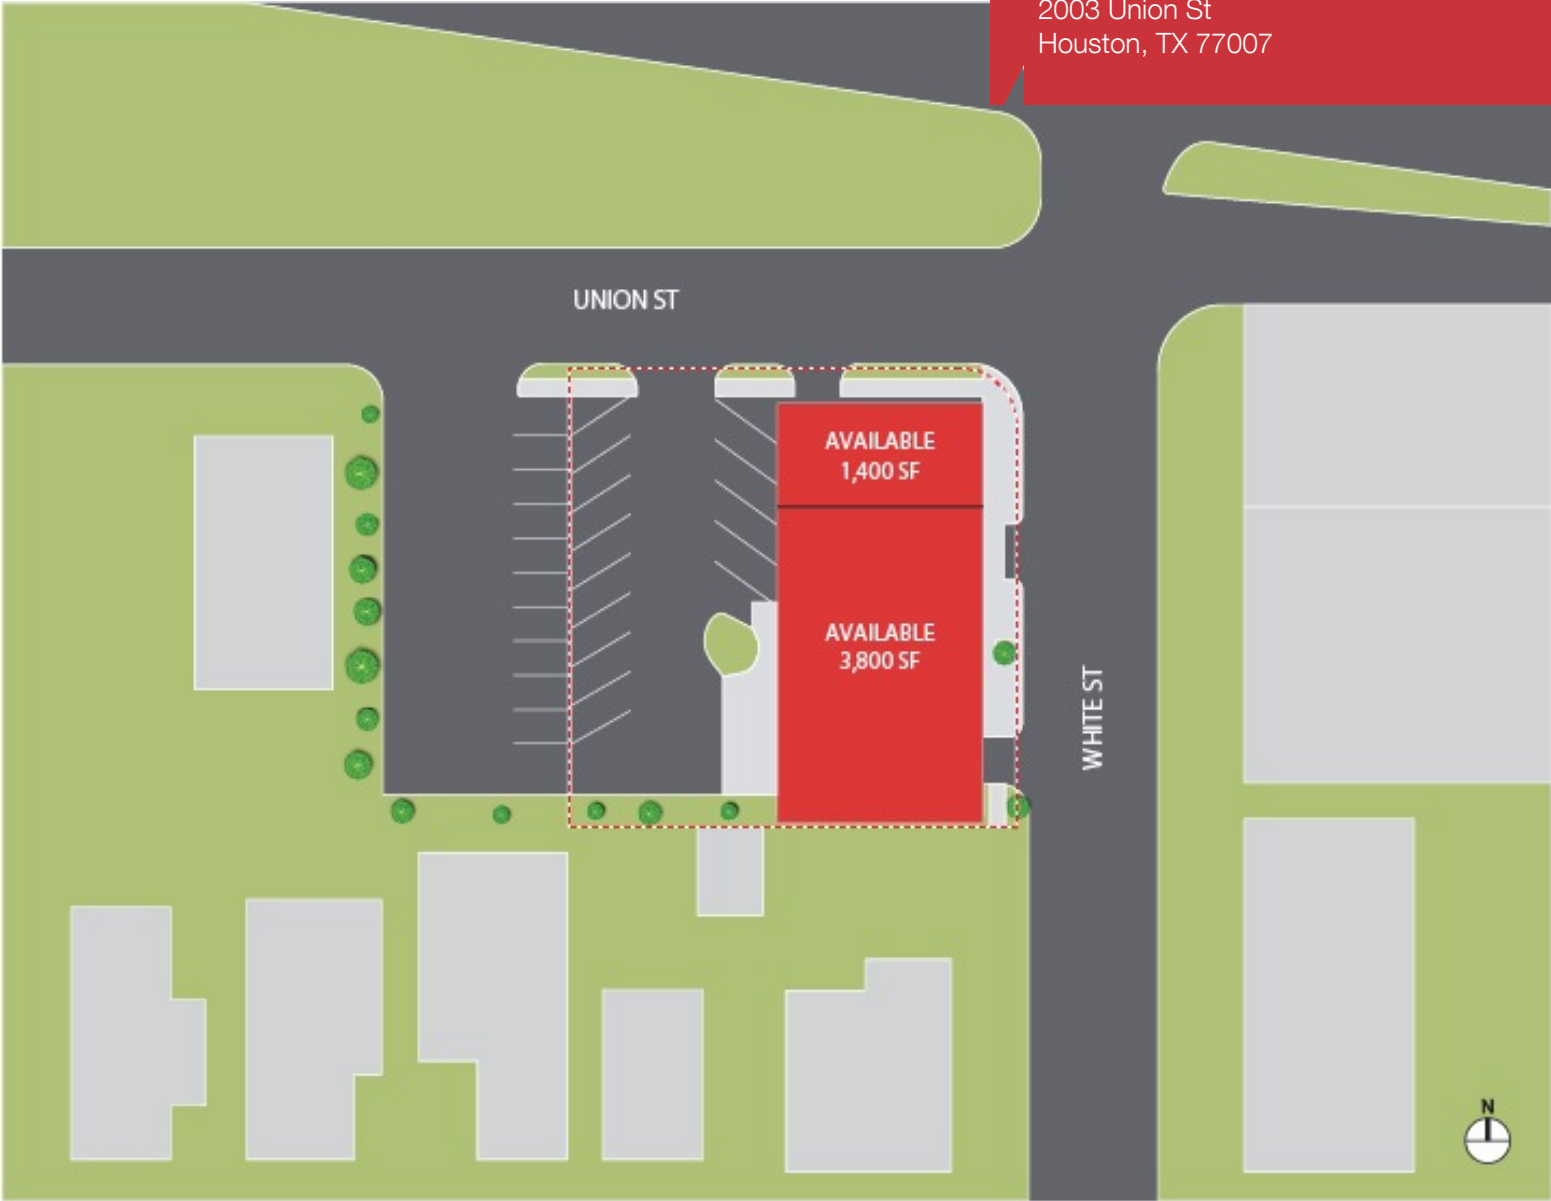 2003 Union St
Houston, TX 77007
UNION ST
AVAILABLE
1,400 SF
AVAILABLE
3,800 SF
WHITE ST
N